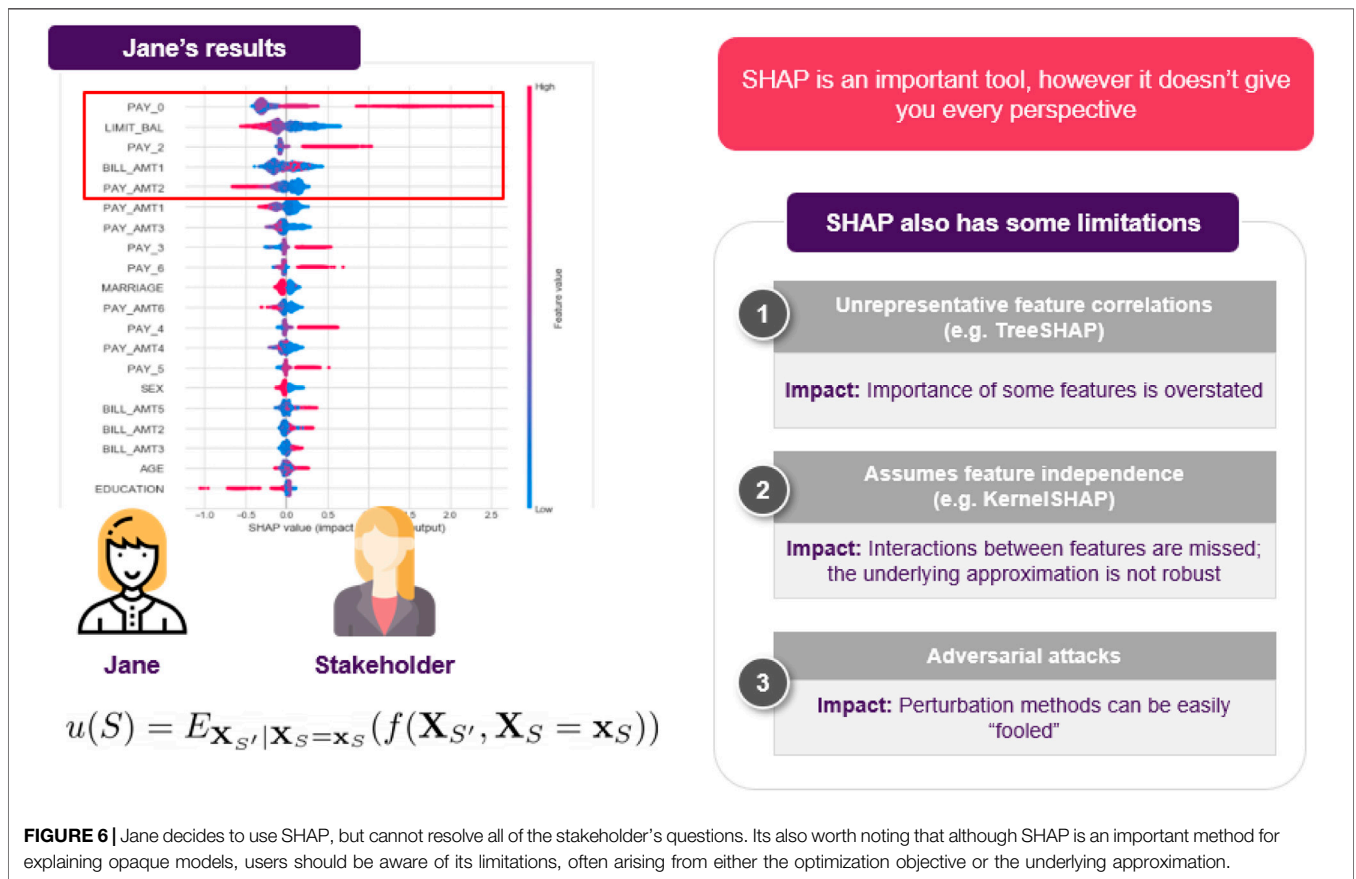 Jane’s results
High
PAY_0
LIMIT_BAL
PAY_2
BILL_AMT1
PAY_AMT2
PAY_AMT1
PAY_AMT3
PAY_3
PAY_6
MARRIAGE
PAY_AMT6
PAY_4
PAY_AMT4
PAY_5
SEX
BILL_AMT5
BILL_AMT2
BILL_AMT3
AGE
EDUCATION
Feature value
Low
−1.0 −0.5 0.0 0.5 2.0 2.5
SHAP value (impact utput)
Jane
Stakeholder
u(S) = E_{X_{S′}|X_S=x_S}(f(X_{S′}, X_S = x_S))
SHAP is an important tool, however it doesn’t give
you every perspective
SHAP also has some limitations
1
Unrepresentative feature correlations
(e.g. TreeSHAP)
Impact: Importance of some features is overstated
2
Assumes feature independence
(e.g. KernelSHAP)
Impact: Interactions between features are missed;
the underlying approximation is not robust
3
Adversarial attacks
Impact: Perturbation methods can be easily
“fooled”
FIGURE 6 | Jane decides to use SHAP, but cannot resolve all of the stakeholder’s questions. Its also worth noting that although SHAP is an important method for
explaining opaque models, users should be aware of its limitations, often arising from either the optimization objective or the underlying approximation.